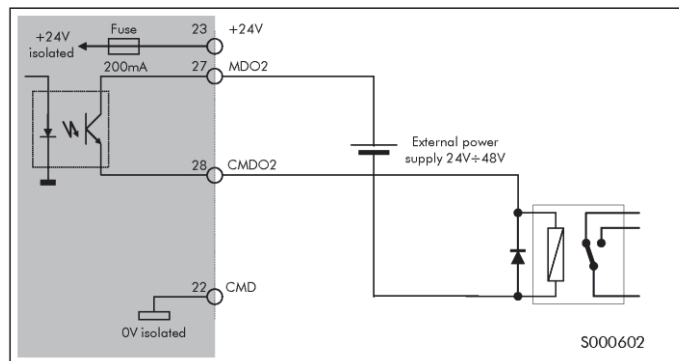 Fuse
23 +24V
+24V
isolated
200mA
27 MDO2
External power
supply 24V÷48V
28 CMDO2
22 CMD
0V isolated
S000602